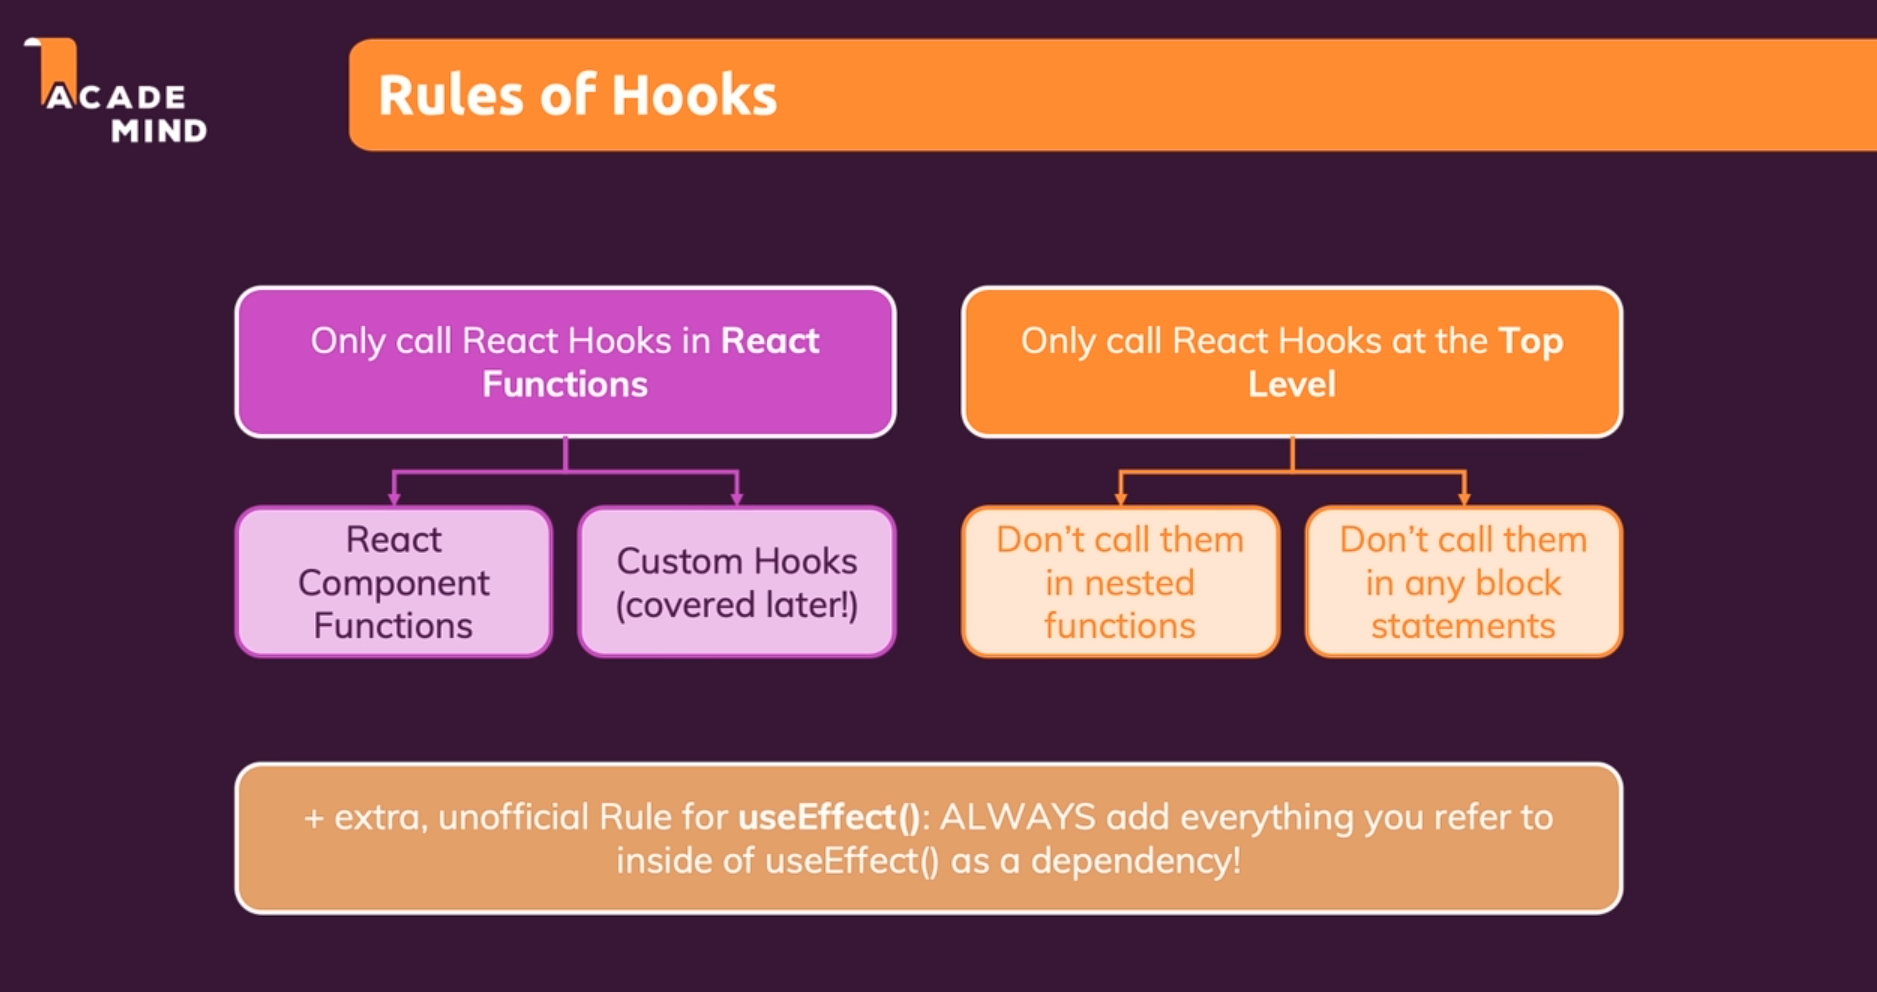 ACADE
MIND
Rules of Hooks
Only call React Hooks in React
Functions
Only call React Hooks at the Top
Level
React
Component
Functions
Custom Hooks
(covered later!)
Don't call them
in nested
functions
Don't call them
in any block
statements
+ extra, unofficial Rule for useEffect(): ALWAYS add everything you refer to
inside of useEffect() as a dependency!